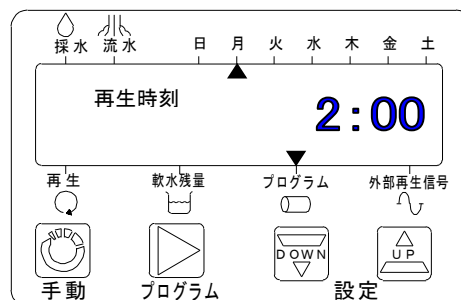 採水 流水 日 月 火 水 木 金 土
再生時刻 2:00
再生 軟水残量 プログラム 外部再生信号
DOWN UP
手動 プログラム 設定